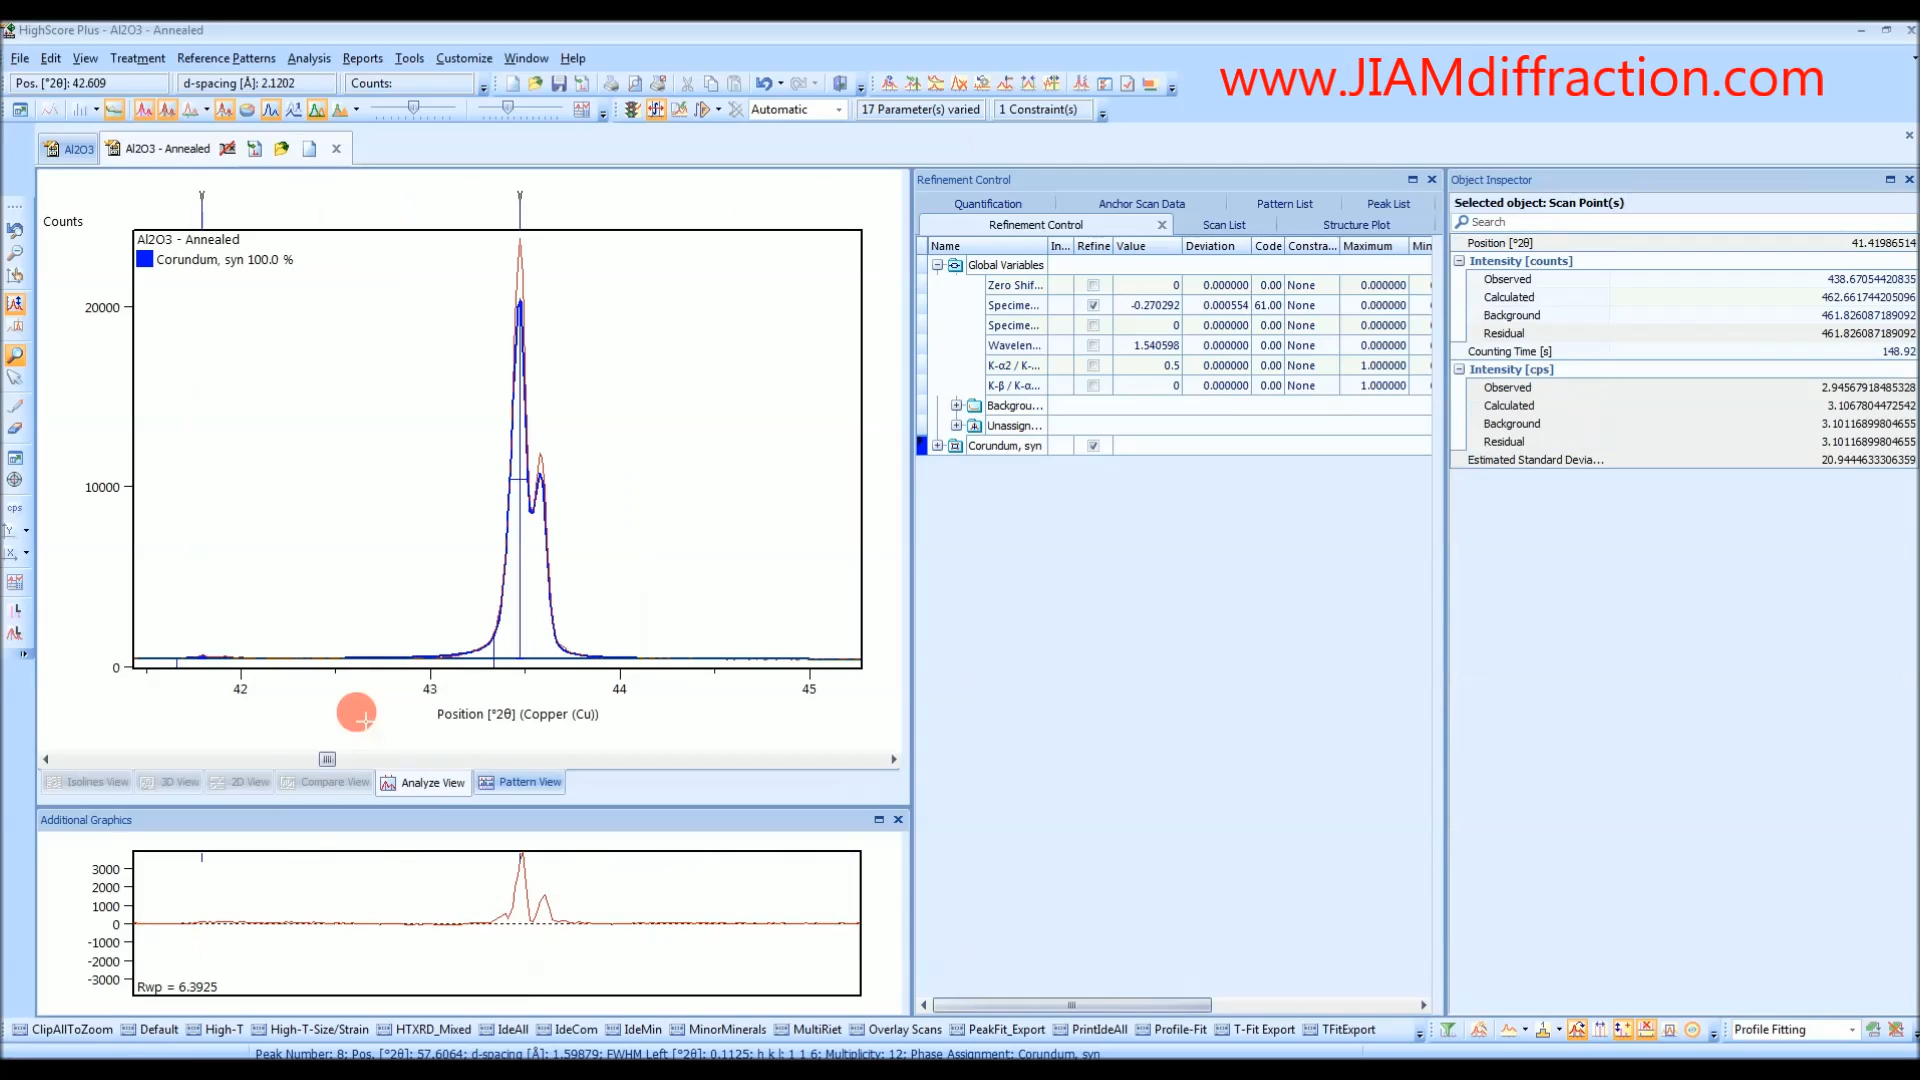 HighScore Plus - Al2O3 - Annealed
www.JIAMdiffraction.com
File Edit View Treatment Reference Patterns Analysis Reports Tools Customize Window Help
Pos. [°2θ]: 42.609 d-spacing [Å]: 2.1202 Counts:
Automatic 17 Parameter(s) varied 1 Constraint(s)
Al2O3 Al2O3 - Annealed
Counts
Al2O3 - Annealed
Corundum, syn 100.0 %
20000
10000
0
42 43 44 45
Position [°2θ] (Copper (Cu))
Isolines View 3D View 2D View Compare View Analyze View Pattern View
Additional Graphics
3000
2000
1000
0
-1000
-2000
-3000
Rwp = 6.3925
Refinement Control
Quantification Anchor Scan Data Pattern List Peak List
Refinement Control Scan List Structure Plot
Name In... Refine Value Deviation Code Constra... Maximum Min
Global Variables
Zero Shif... 0 0.000000 0.00 None 0.000000
Specime... -0.270292 0.000554 61.00 None 0.000000
Specime... 0 0.000000 0.00 None 0.000000
Wavelen... 1.540598 0.000000 0.00 None 0.000000
K-α2 / K-... 0.5 0.000000 0.00 None 1.000000
K-β / K-α... 0 0.000000 0.00 None 1.000000
Backgrou...
Unassign...
Corundum, syn
Object Inspector
Selected object: Scan Point(s)
Search
Position [°2θ] 41.41986514
Intensity [counts]
Observed 438.67054420835
Calculated 462.661744205096
Background 461.826087189092
Residual 461.826087189092
Counting Time [s] 148.92
Intensity [cps]
Observed 2.94567918485328
Calculated 3.1067804472542
Background 3.10116899804655
Residual 3.10116899804655
Estimated Standard Devia... 20.9444633306359
ClipAllToZoom Default High-T High-T-Size/Strain HTXRD_Mixed IdeAll IdeCom IdeMin MinorMinerals MultiRiet Overlay Scans PeakFit_Export PrintIdeAll Profile-Fit T-Fit Export TFitExport Profile Fitting
Peak Number: 8; Pos. [°2θ]: 57.6064; d-spacing [Å]: 1.59879; FWHM Left [°2θ]: 0.1125; h k l: 1 1 6; Multiplicity: 12; Phase Assignment: Corundum, syn
cps